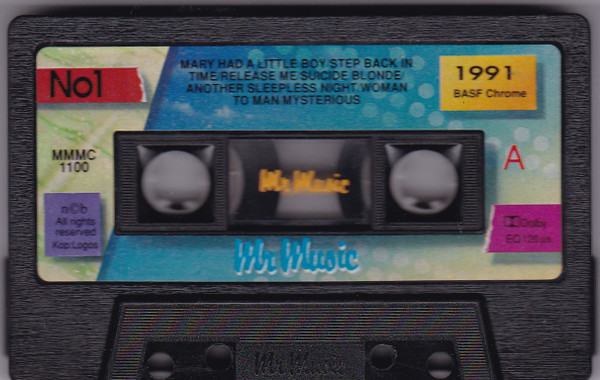 No1
MARY HAD A LITTLE BOY STEP BACK IN
TIME/RELEASE ME SUICIDE BLONDE/
ANOTHER SLEEPLESS NIGHT WOMAN
TO MAN MYSTERIOUS
1991
BASF Chrome
MMMC
1100
A
Mr Music
n©b
All rights
reserved
Kop:Logos
Dolby
EQ 120 µs
Mr Music
Mr Music